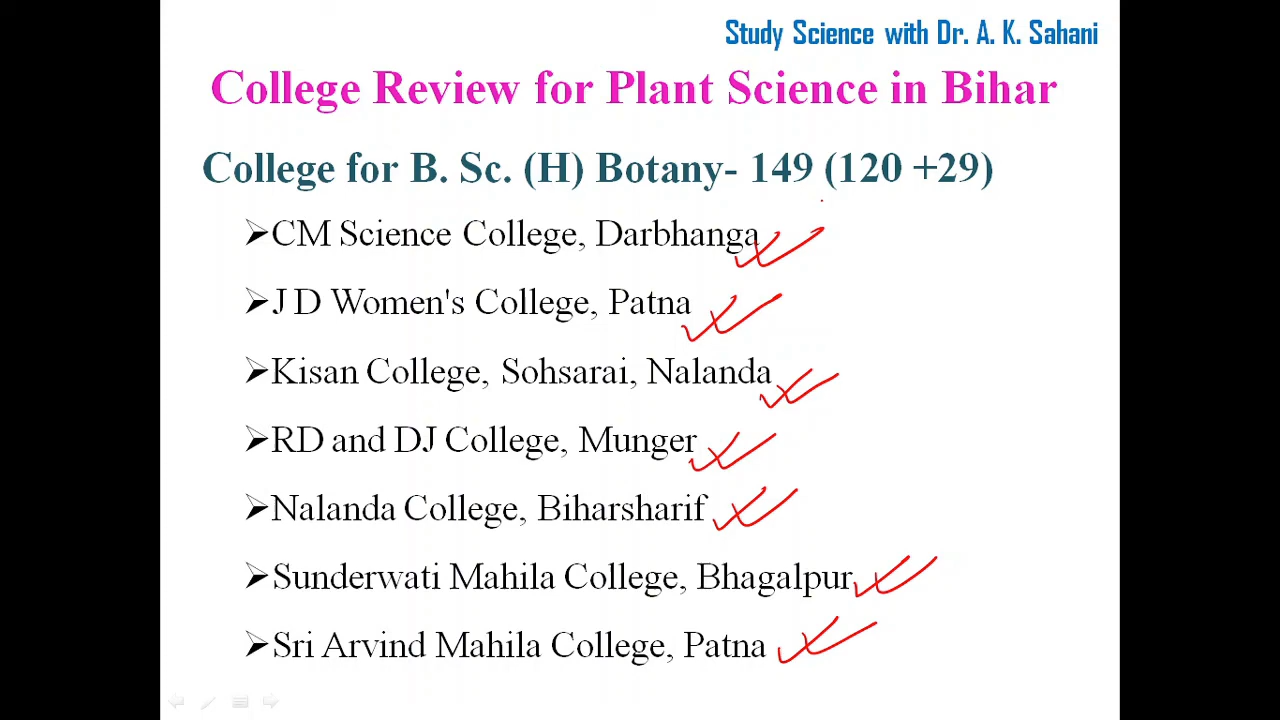 Study Science with Dr. A. K. Sahani
College Review for Plant Science in Bihar
College for B. Sc. (H) Botany- 149 (120 +29)
➢CM Science College, Darbhanga
➢J D Women's College, Patna
➢Kisan College, Sohsarai, Nalanda
➢RD and DJ College, Munger
➢Nalanda College, Biharsharif
➢Sunderwati Mahila College, Bhagalpur
➢Sri Arvind Mahila College, Patna